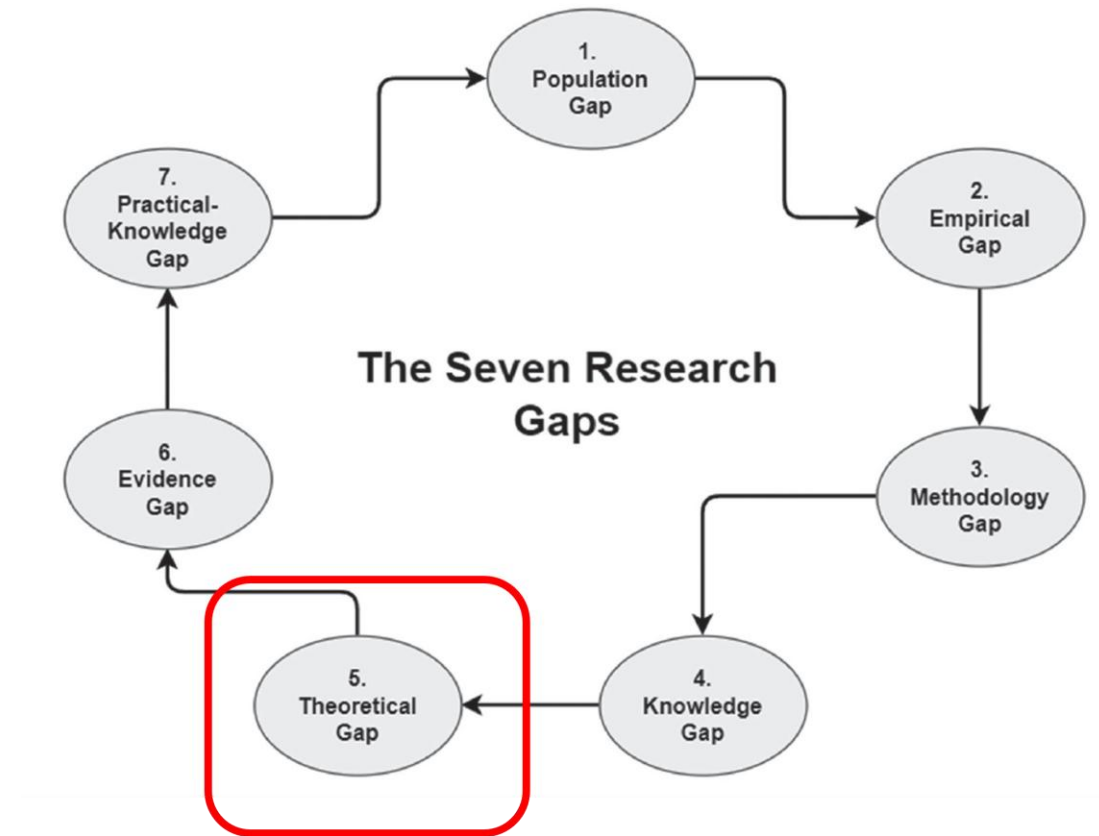 1.
Population
Gap
2.
Empirical
Gap
3.
Methodology
Gap
4.
Knowledge
Gap
5.
Theoretical
Gap
6.
Evidence
Gap
7.
Practical-
Knowledge
Gap
The Seven Research
Gaps